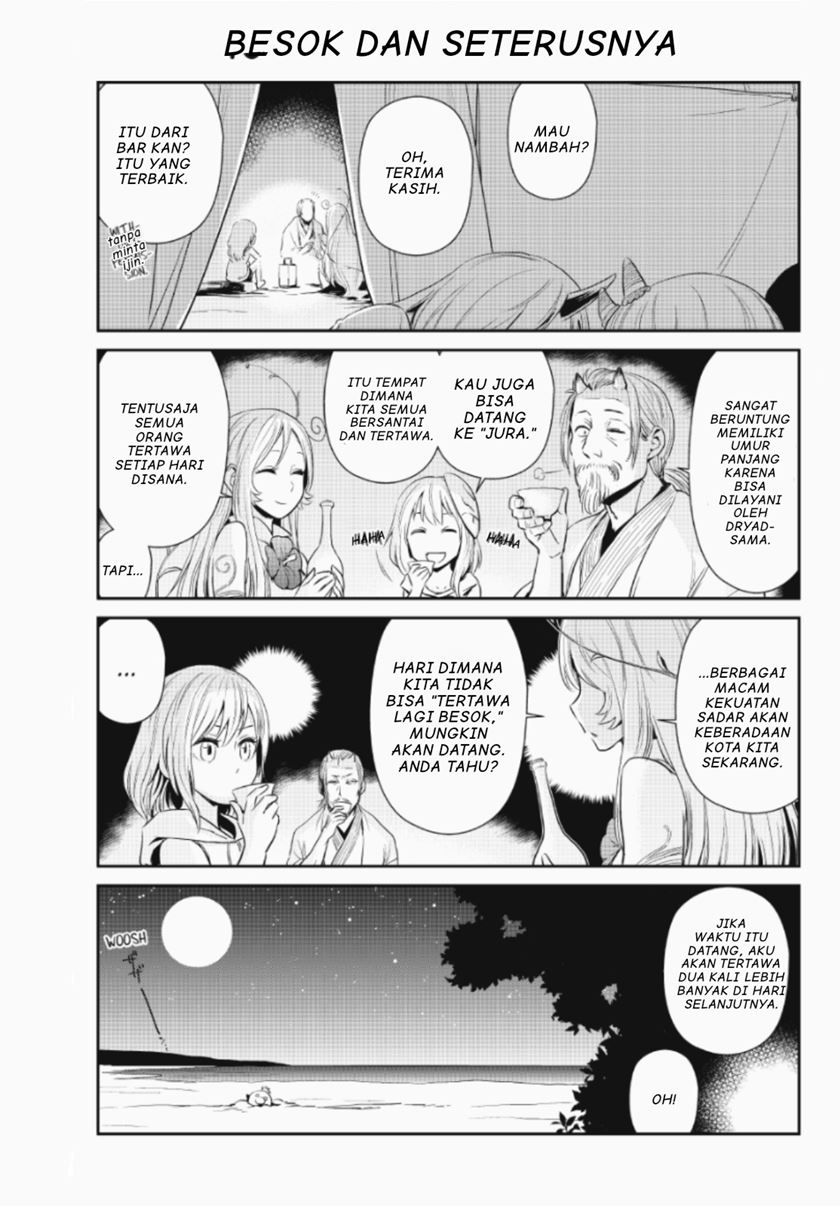 BESOK DAN SETERUSNYA
MAU
NAMBAH?
OH,
TERIMA
KASIH.
ITU DARI
BAR KAN?
ITU YANG
TERBAIK.
tanpa
minta
ijin.
SANGAT
BERUNTUNG
MEMILIKI
UMUR
PANJANG
KARENA
BISA
DILAYANI
OLEH
DRYAD-
SAMA.
KAU JUGA
BISA
DATANG
KE "JURA."
ITU TEMPAT
DIMANA
KITA SEMUA
BERSANTAI
DAN TERTAWA.
HAHA
HAHA
TENTUSAJA
SEMUA
ORANG
TERTAWA
SETIAP HARI
DISANA.
TAPI...
...BERBAGAI
MACAM
KEKUATAN
SADAR AKAN
KEBERADAAN
KOTA KITA
SEKARANG.
HARI DIMANA
KITA TIDAK
BISA "TERTAWA
LAGI BESOK,"
MUNGKIN
AKAN DATANG.
ANDA TAHU?
...
JIKA
WAKTU ITU
DATANG, AKU
AKAN TERTAWA
DUA KALI LEBIH
BANYAK DI HARI
SELANJUTNYA.
OH!
WOOSH